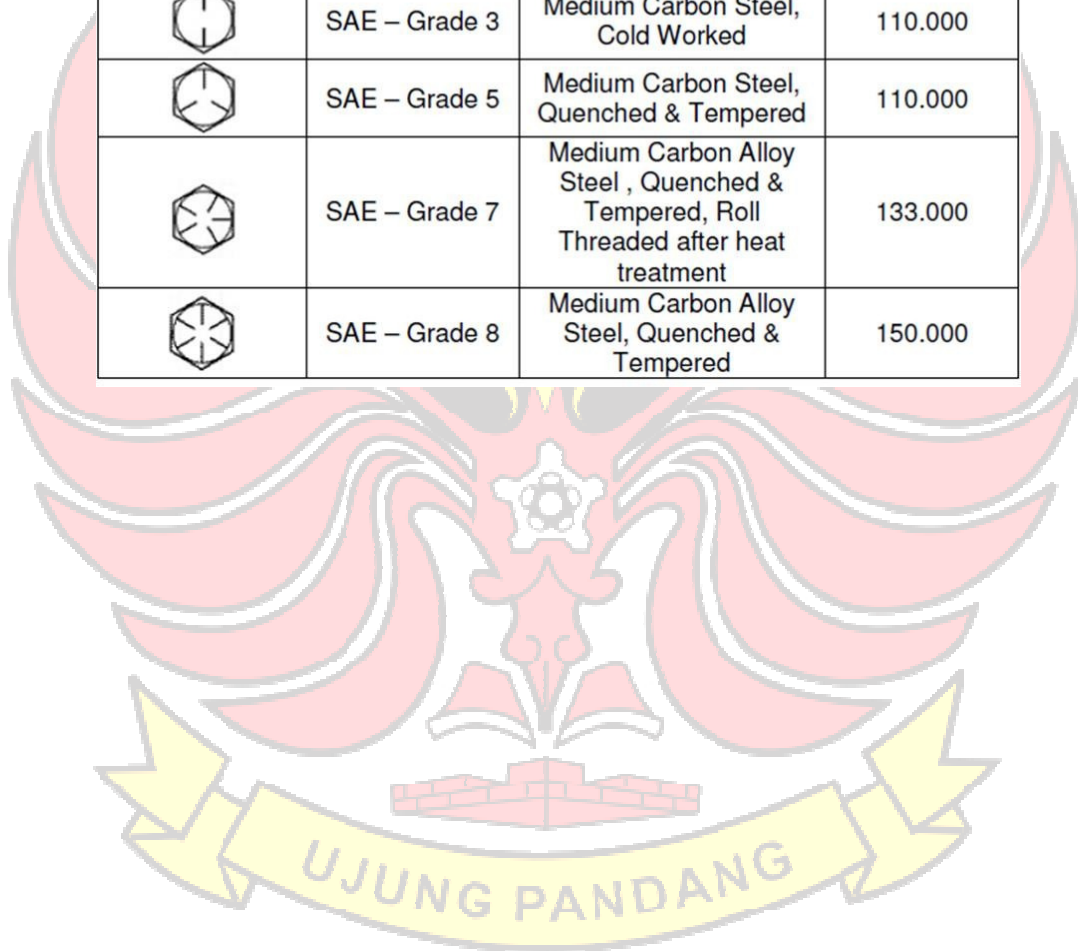 SAE – Grade 3
Medium Carbon Steel,
Cold Worked
110.000
SAE – Grade 5
Medium Carbon Steel,
Quenched & Tempered
110.000
SAE – Grade 7
Medium Carbon Alloy
Steel , Quenched &
Tempered, Roll
Threaded after heat
treatment
133.000
SAE – Grade 8
Medium Carbon Alloy
Steel, Quenched &
Tempered
150.000
UJUNG PANDANG